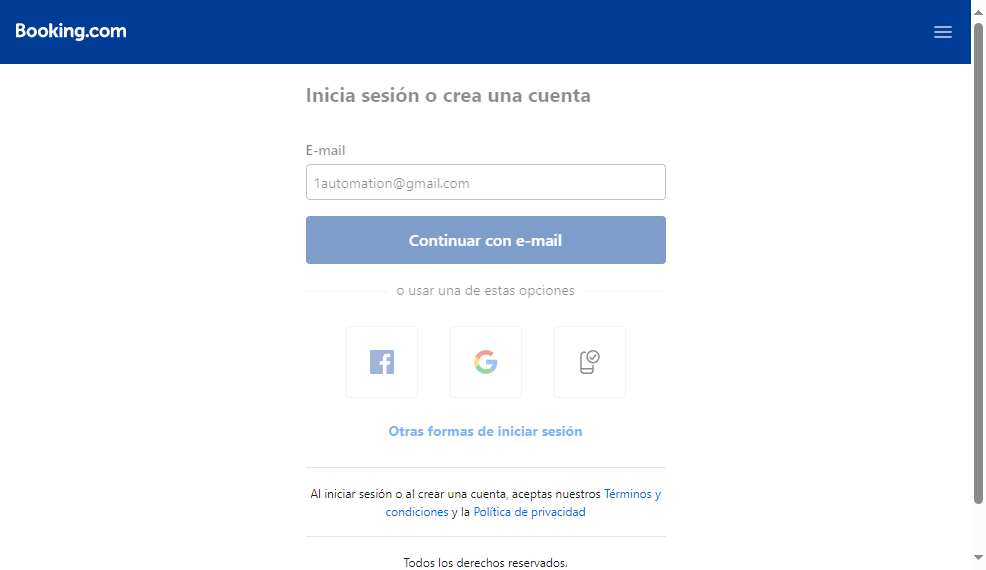 Booking.com
Inicia sesión o crea una cuenta
E-mail
1automation@gmail.com
Continuar con e-mail
o usar una de estas opciones
Otras formas de iniciar sesión
Al iniciar sesión o al crear una cuenta, aceptas nuestros Términos y
condiciones y la Política de privacidad
Todos los derechos reservados.